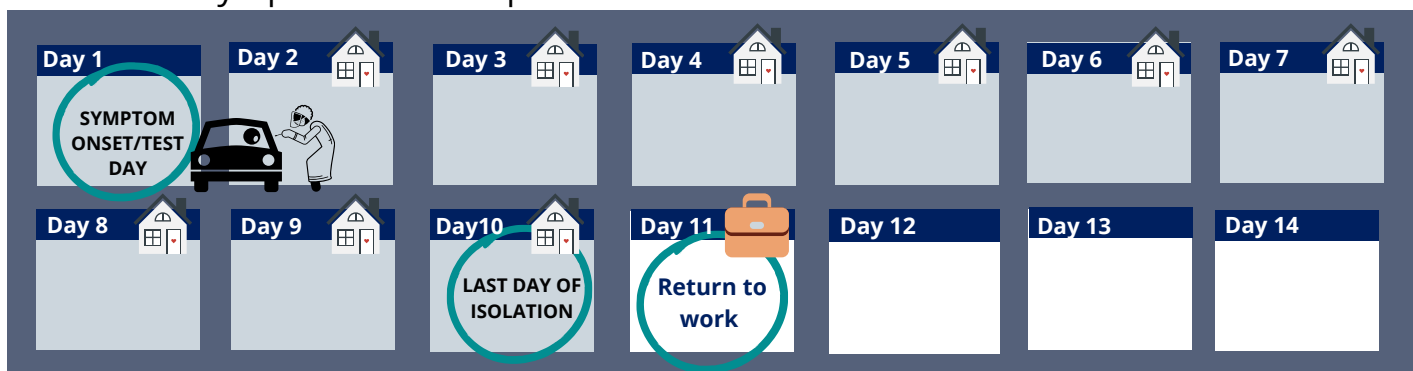 Day 1
Day 2
Day 3
Day 4
Day 5
Day 6
Day 7
SYMPTOM
ONSET/TEST
DAY
Day 8
Day 9
Day10
Day 11
Day 12
Day 13
Day 14
LAST DAY OF
ISOLATION
Return to
work